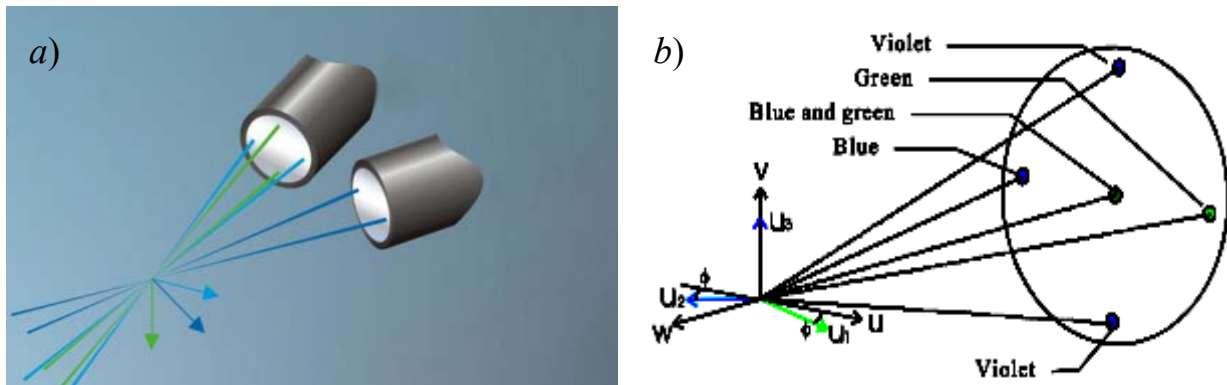 a)
b)
Violet
Green
Blue and green
Blue
V
U3
ϕ
U2
W
ϕ
U1
U
Violet